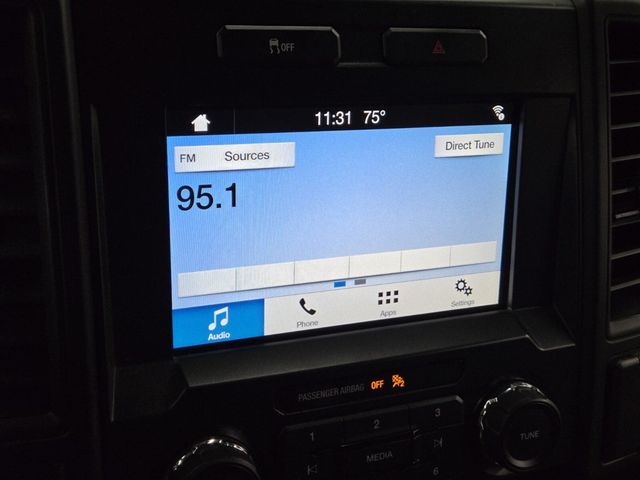 OFF
11:31 75°
FM Sources
Direct Tune
95.1
Audio
Phone
Apps
Settings
PASSENGER AIRBAG OFF
1 2 3
MEDIA
6
TUNE